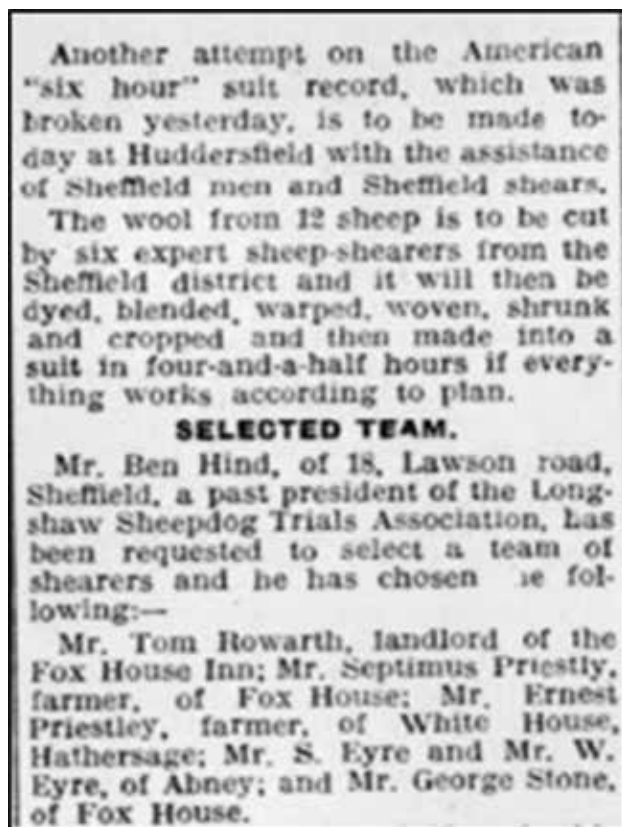 Another attempt on the American
"six hour" suit record, which was
broken yesterday, is to be made to-
day at Huddersfield with the assistance
of Sheffield men and Sheffield shears.
The wool from 12 sheep is to be cut
by six expert sheep-shearers from the
Sheffield district and it will then be
dyed, blended, warped, woven, shrunk
and cropped and then made into a
suit in four-and-a-half hours if every-
thing works according to plan.
SELECTED TEAM.
Mr. Ben Hind, of 18, Lawson road,
Sheffield, a past president of the Long-
shaw Sheepdog Trials Association, has
been requested to select a team of
shearers and he has chosen he fol-
lowing:—
Mr. Tom Rowarth, landlord of the
Fox House Inn; Mr. Septimus Priestly,
farmer, of Fox House; Mr. Ernest
Priestley, farmer, of White House,
Hathersage; Mr. S. Eyre and Mr. W.
Eyre, of Abney; and Mr. George Stone,
of Fox House.